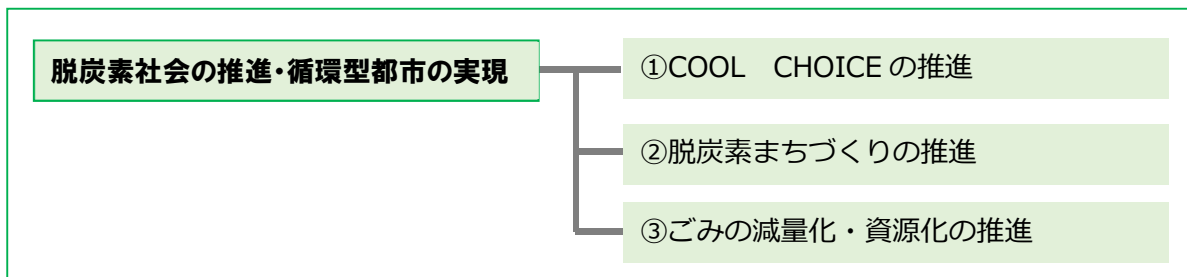 脱炭素社会の推進・循環型都市の実現
①COOL　CHOICE の推進
②脱炭素まちづくりの推進
③ごみの減量化・資源化の推進